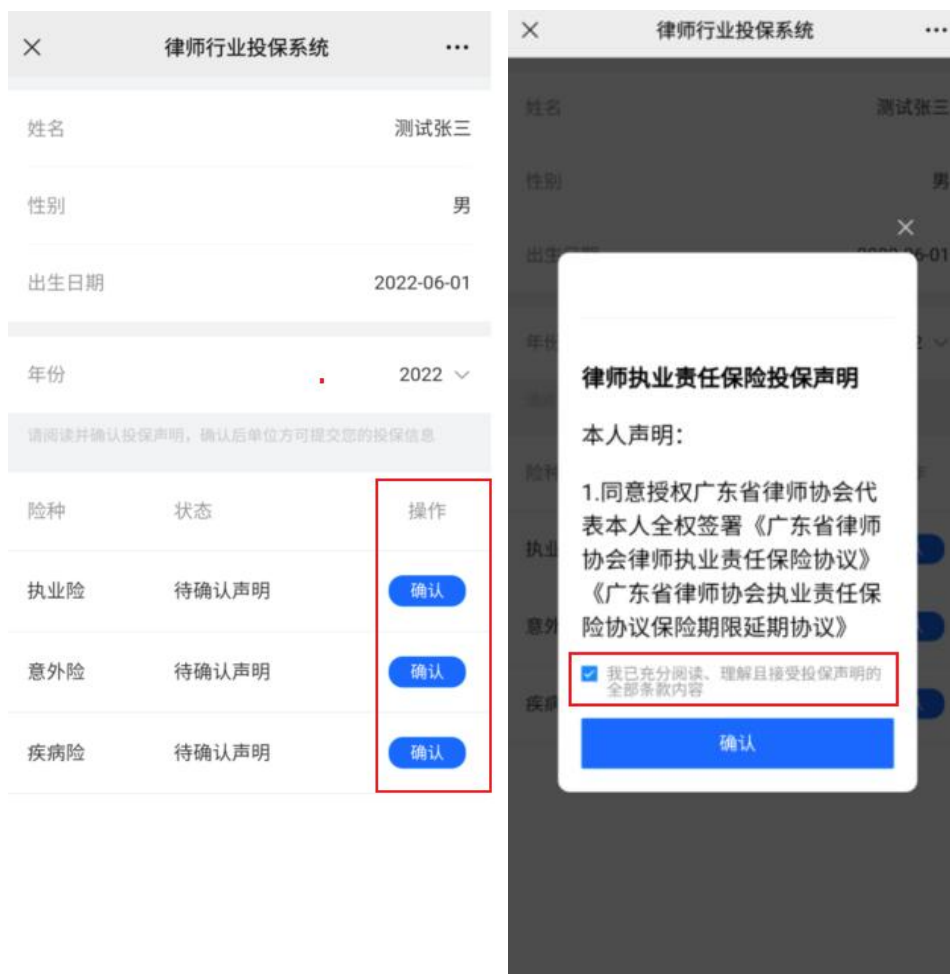 律师行业投保系统
姓名 测试张三
性别 男
出生日期 2022-06-01
年份 2022
请阅读并确认投保声明，确认后单位方可提交您的投保信息
险种 状态 操作
执业险 待确认声明 确认
意外险 待确认声明 确认
疾病险 待确认声明 确认
律师行业投保系统
姓名 测试张三
性别 男
律师执业责任保险投保声明
本人声明：
1.同意授权广东省律师协会代
表本人全权签署《广东省律师
协会律师执业责任保险协议》
《广东省律师协会执业责任保
险协议保险期限延期协议》
我已充分阅读、理解且接受投保声明的
全部条款内容
确认